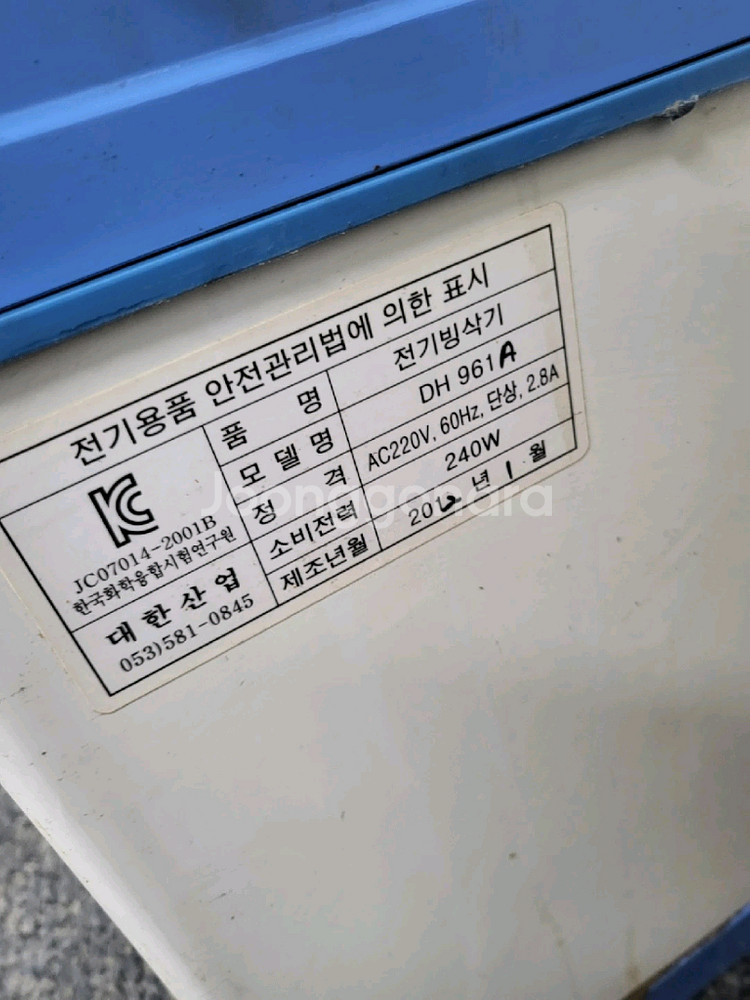 전기용품 안전관리법에 의한 표시
품 명 전기빙삭기
모델명 DH 961A
정 격 AC220V, 60Hz, 단상, 2.8A
소비전력 240W
제조년월 년 1 월
JC07014-2001B
한국화학융합시험연구원
대한산업
053)581-0845
Joonggonara